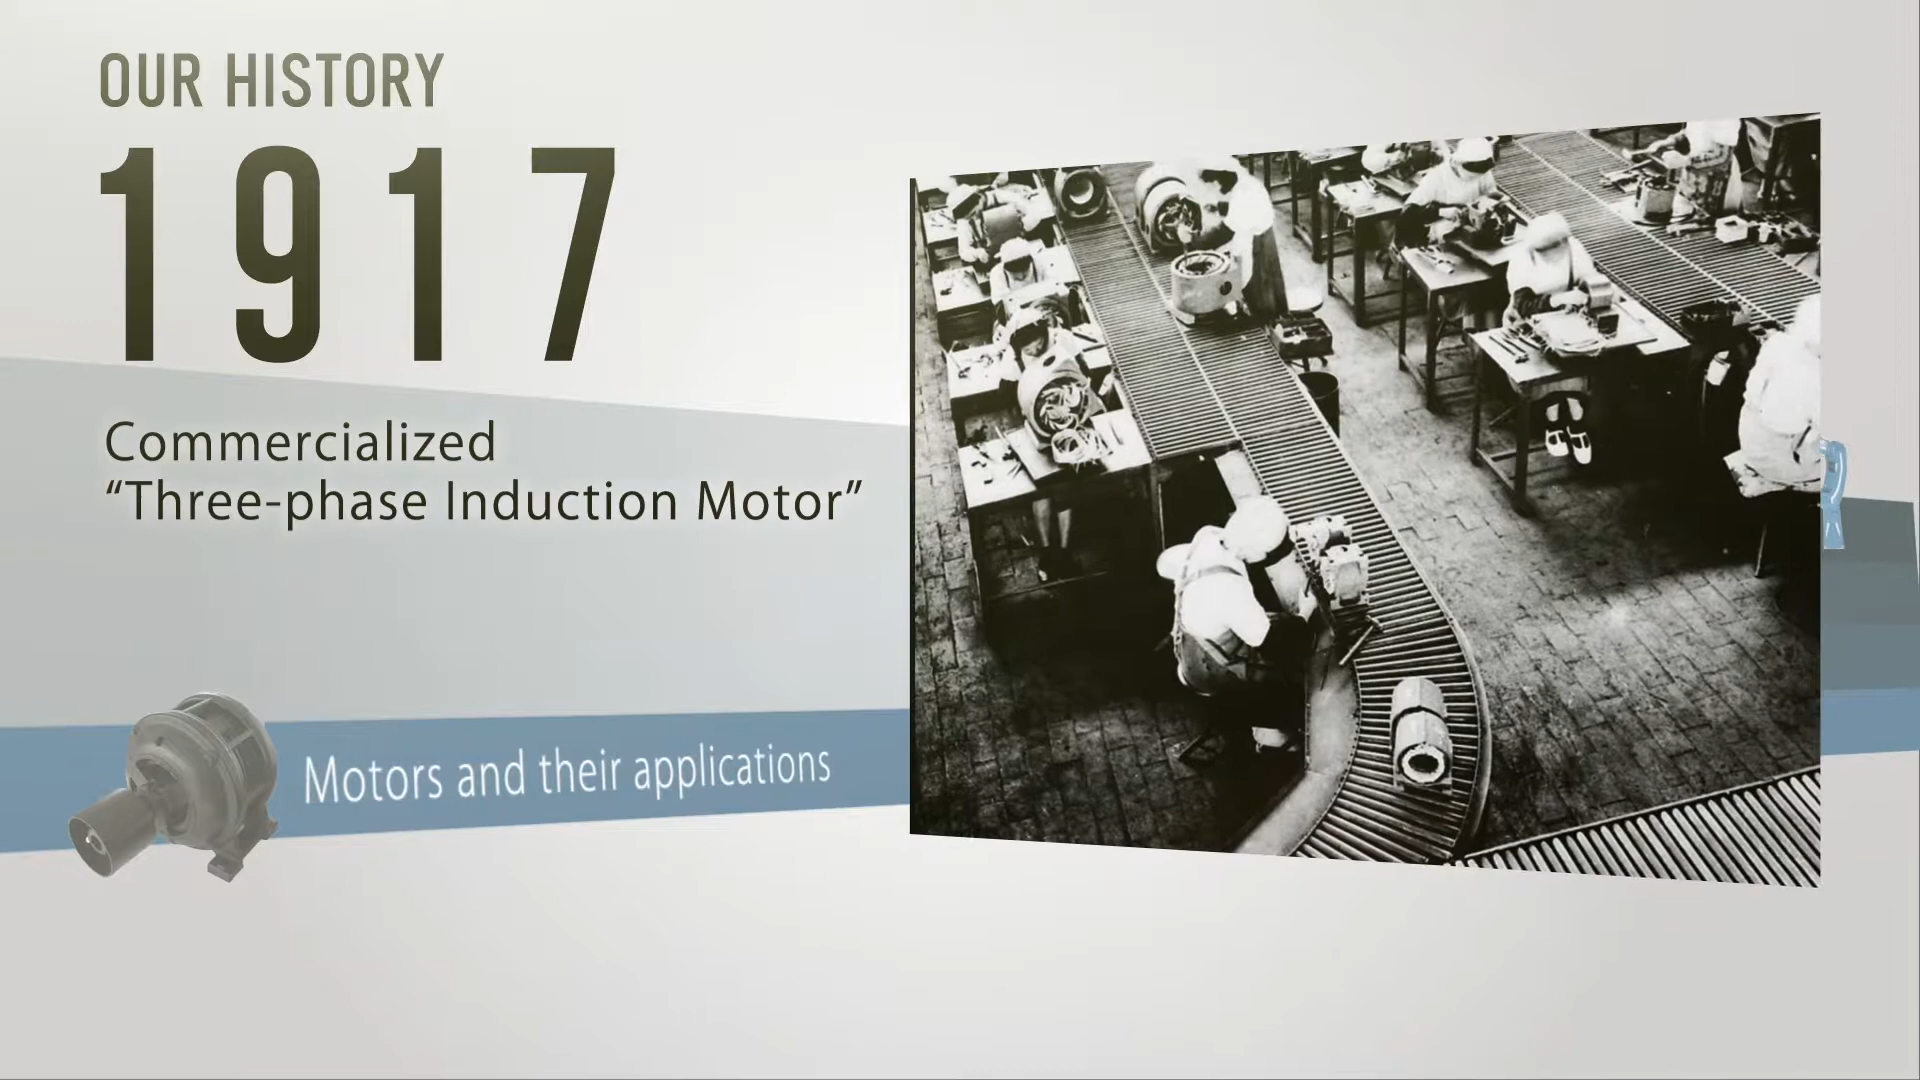 OUR HISTORY
1917
Commercialized
“Three-phase Induction Motor”
Motors and their applications